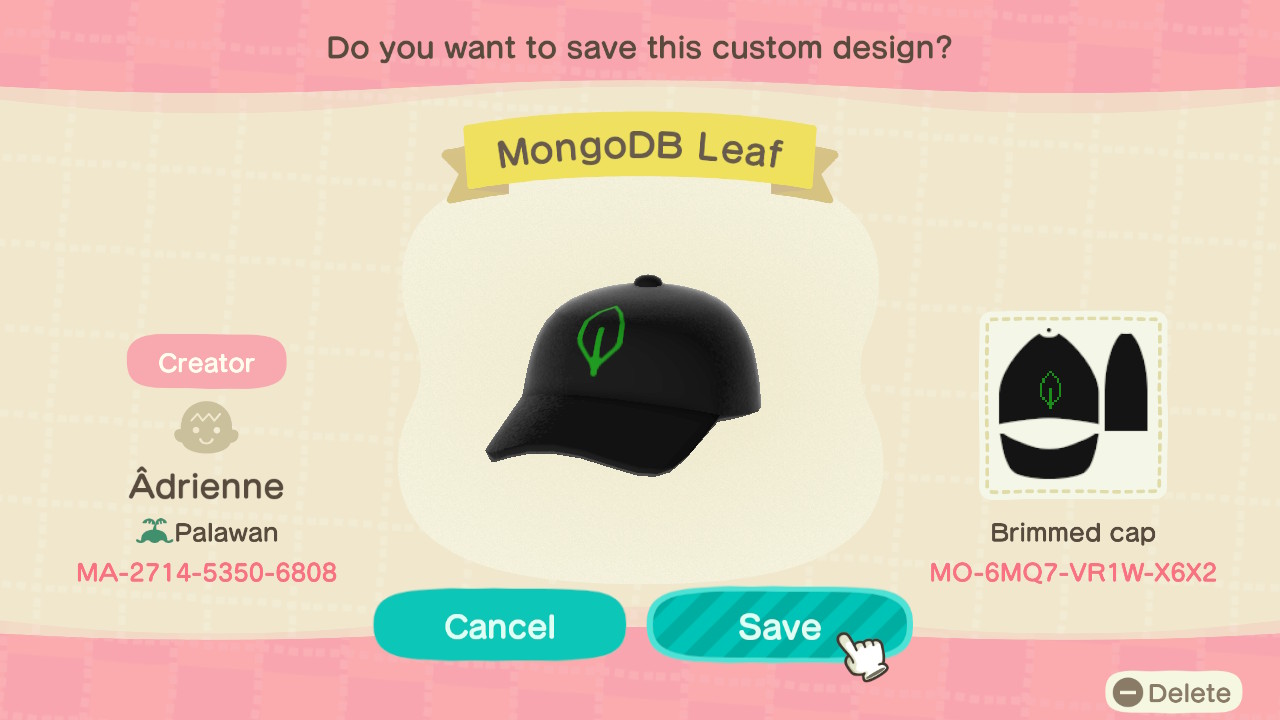 Do you want to save this custom design?
MongoDB Leaf
Creator
Âdrienne
Palawan
MA-2714-5350-6808
Brimmed cap
MO-6MQ7-VR1W-X6X2
Cancel
Save
Delete